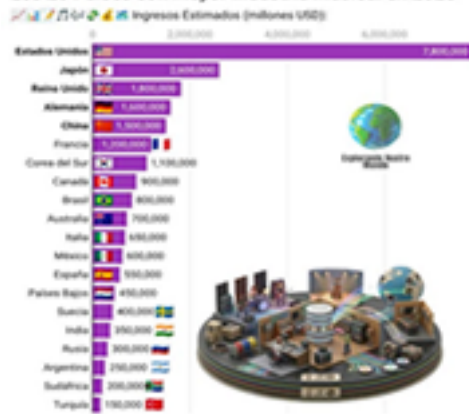 Ingresos Estimados (millones USD):
0 2,000,000 4,000,000 6,000,000
Estados Unidos 7,800,000
Japón 2,600,000
Reino Unido 1,800,000
Alemania 1,600,000
China 1,500,000
Francia 1,200,000
Corea del Sur 1,100,000
Canadá 900,000
Brasil 800,000
Australia 700,000
Italia 650,000
México 600,000
España 550,000
Países Bajos 450,000
Suecia 400,000
India 350,000
Rusia 300,000
Argentina 250,000
Sudáfrica 200,000
Turquía 150,000